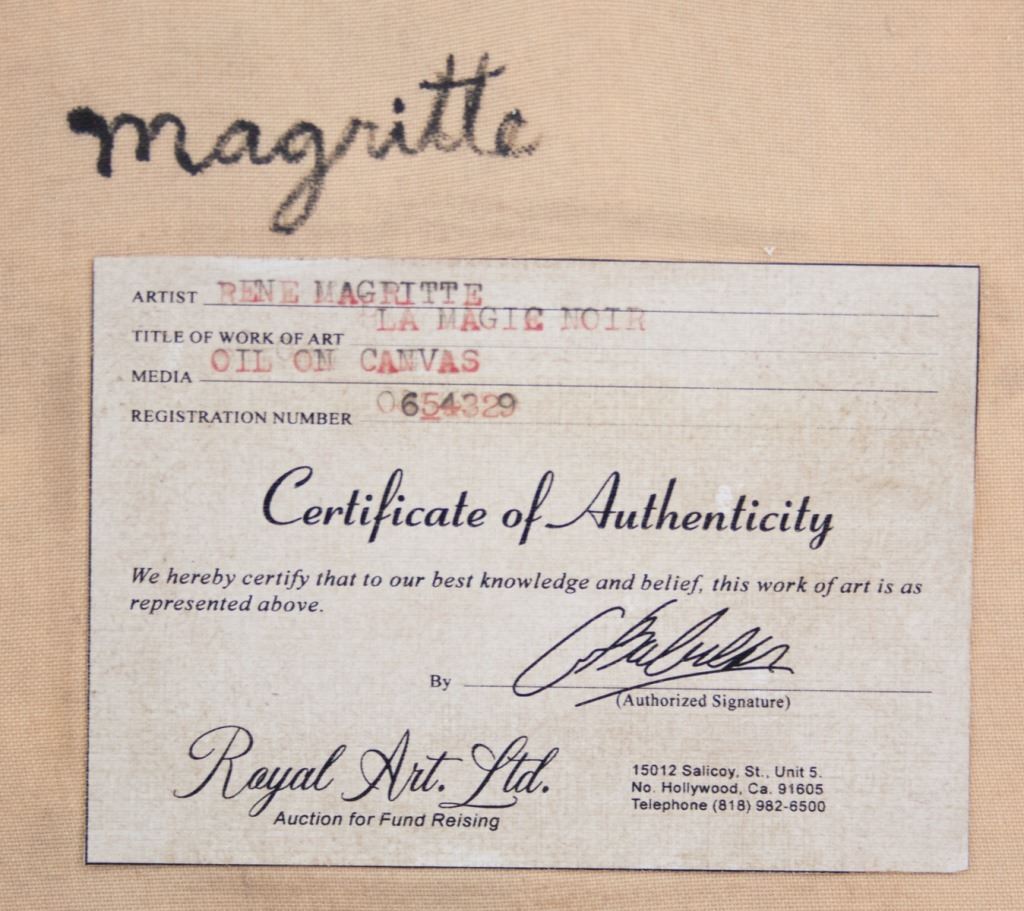 magritte
ARTIST RENE MAGRITTE
TITLE OF WORK OF ART LA MAGIE NOIR
MEDIA OIL ON CANVAS
REGISTRATION NUMBER 0654329
Certificate of Authenticity
We hereby certify that to our best knowledge and belief, this work of art is as
represented above.
By
(Authorized Signature)
Royal Art. Ltd.
Auction for Fund Reising
15012 Salicoy, St., Unit 5.
No. Hollywood, Ca. 91605
Telephone (818) 982-6500